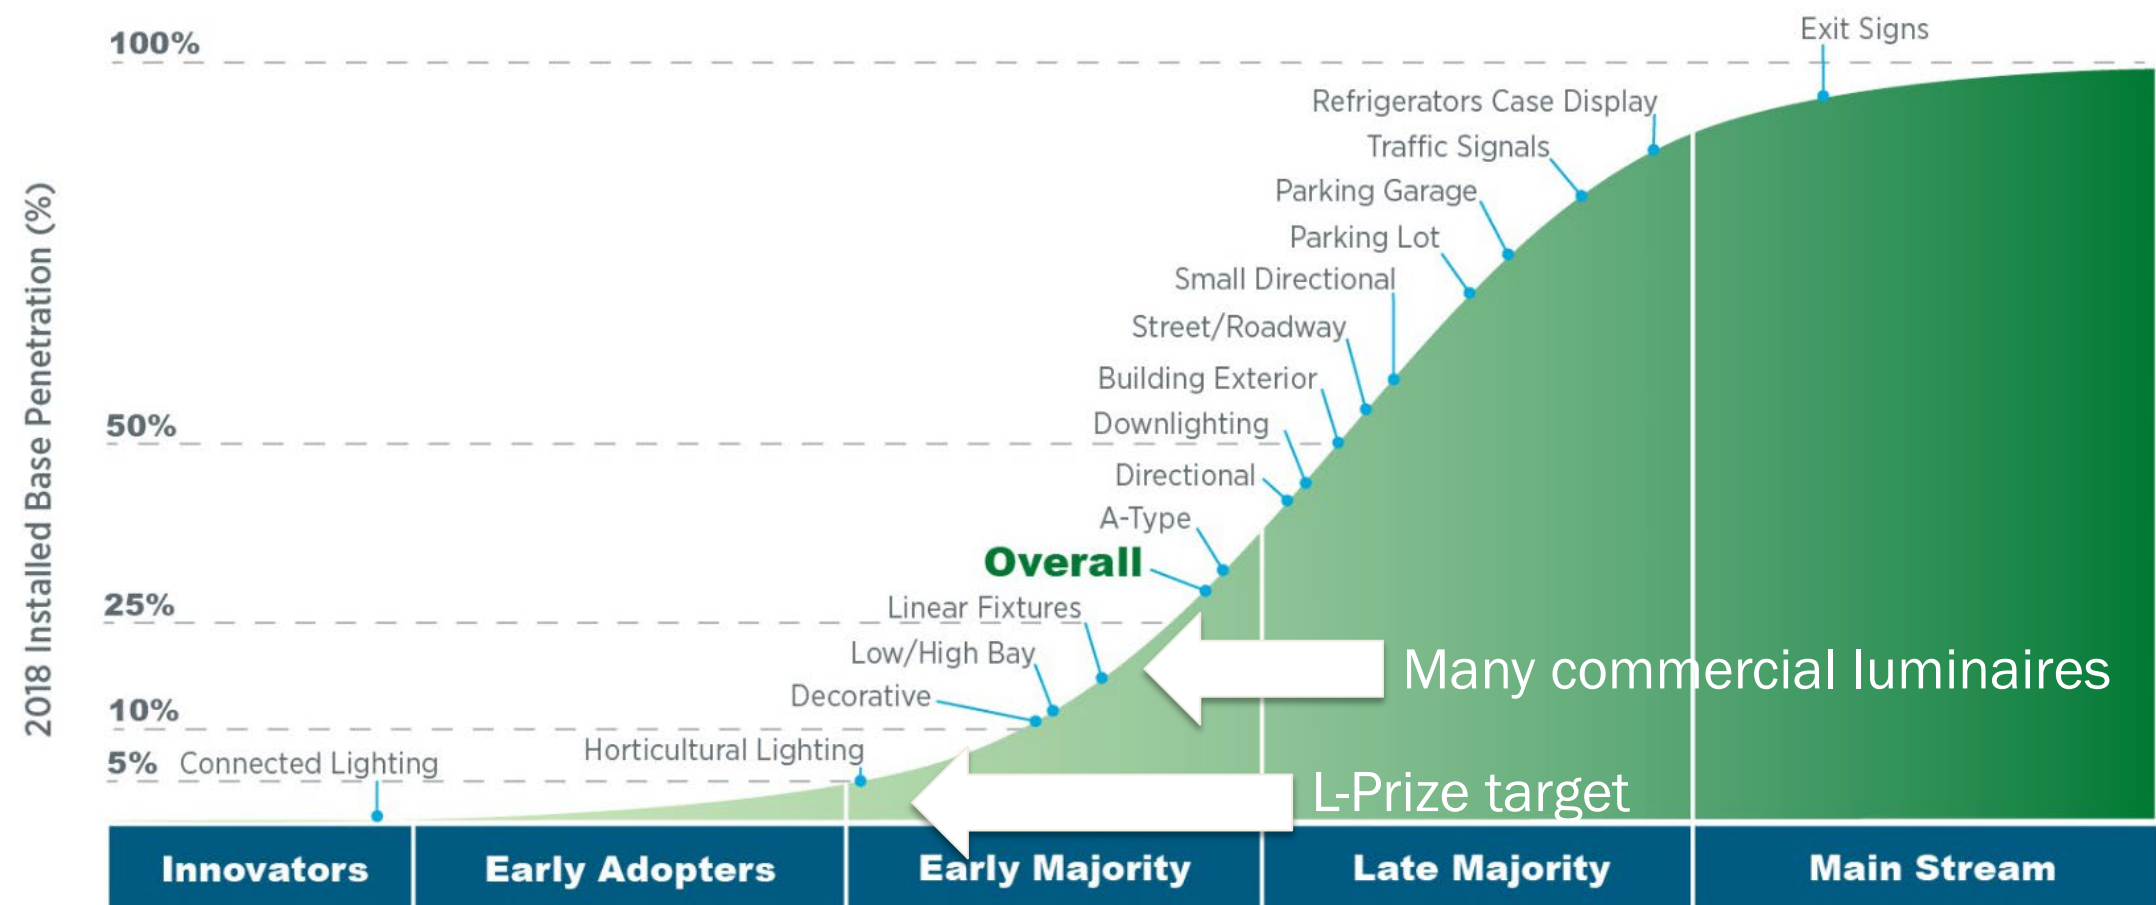 Exit Signs
100%
Refrigerators Case Display
Traffic Signals
Parking Garage
Parking Lot
Small Directional
Street/Roadway
Building Exterior
50%
Downlighting
Directional
A-Type
Overall
25%
Linear Fixtures
Low/High Bay
Many commercial luminaires
Decorative
10%
Horticultural Lighting
5%
Connected Lighting
L-Prize target
2018 Installed Base Penetration (%)
Innovators
Early Adopters
Early Majority
Late Majority
Main Stream